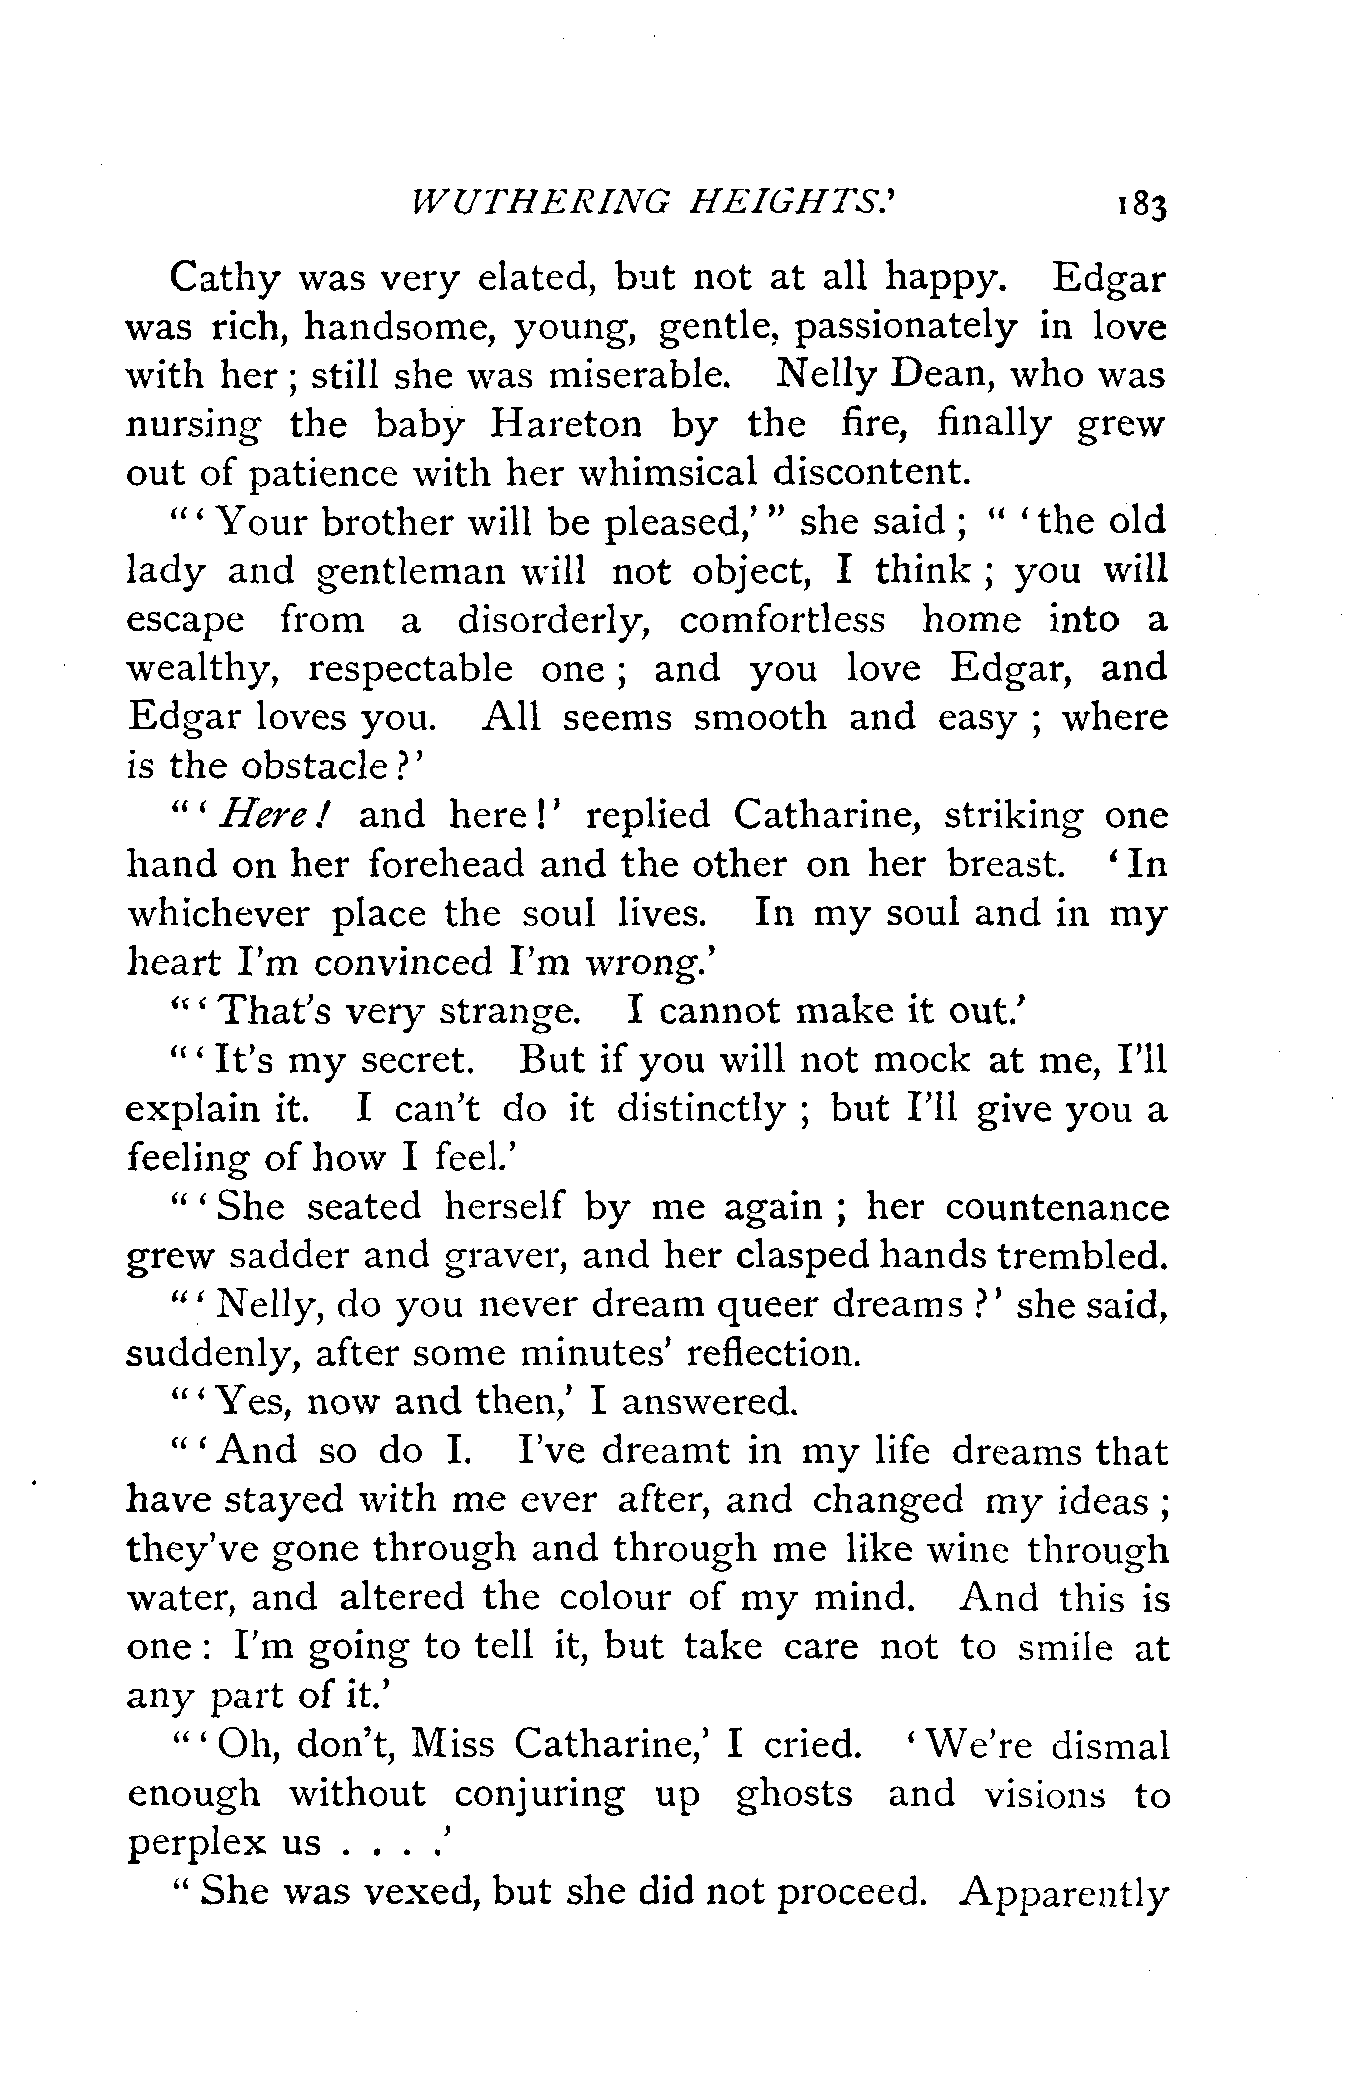 WUTHERING HEIGHTS.' 183
Cathy was very elated, but not at all happy. Edgar
was rich, handsome, young, gentle, passionately in love
with her ; still she was miserable. Nelly Dean, who was
nursing the baby Hareton by the fire, finally grew
out of patience with her whimsical discontent.
"' Your brother will be pleased,'" she said ; " 'the old
lady and gentleman will not object, I think ; you will
escape from a disorderly, comfortless home into a
wealthy, respectable one ; and you love Edgar, and
Edgar loves you. All seems smooth and easy ; where
is the obstacle ?'
"' Here ! and here !' replied Catharine, striking one
hand on her forehead and the other on her breast. 'In
whichever place the soul lives. In my soul and in my
heart I'm convinced I'm wrong.'
"' That's very strange. I cannot make it out.'
"' It's my secret. But if you will not mock at me, I'll
explain it. I can't do it distinctly ; but I'll give you a
feeling of how I feel.'
"' She seated herself by me again ; her countenance
grew sadder and graver, and her clasped hands trembled.
"' Nelly, do you never dream queer dreams ?' she said,
suddenly, after some minutes' reflection.
"' Yes, now and then,' I answered.
"' And so do I. I've dreamt in my life dreams that
have stayed with me ever after, and changed my ideas ;
they've gone through and through me like wine through
water, and altered the colour of my mind. And this is
one : I'm going to tell it, but take care not to smile at
any part of it.'
"' Oh, don't, Miss Catharine,' I cried. ' We're dismal
enough without conjuring up ghosts and visions to
perplex us . . . .'
" She was vexed, but she did not proceed. Apparently